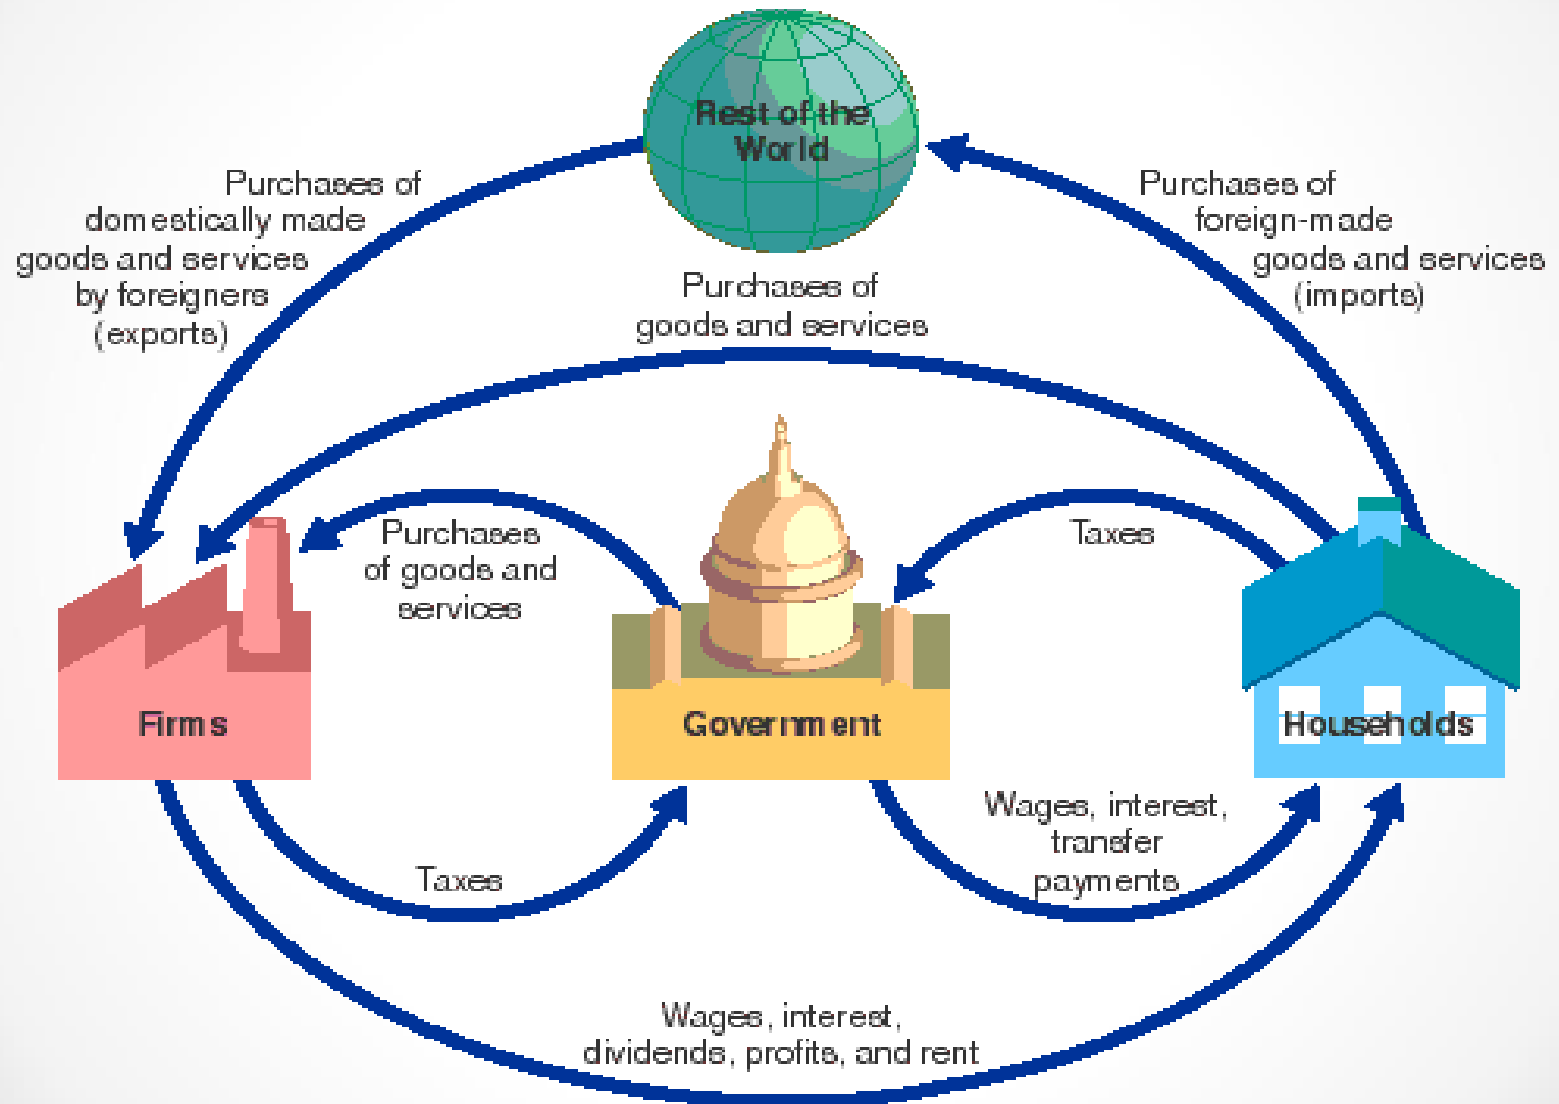 Rest of the
World
Purchases of
domestically made
goods and services
by foreigners
(exports)
Purchases of
foreign-made
goods and services
(imports)
Purchases of
goods and services
Purchases
of goods and
services
Taxes
Firms
Government
Households
Taxes
Wages, interest,
transfer
payments
Wages, interest,
dividends, profits, and rent